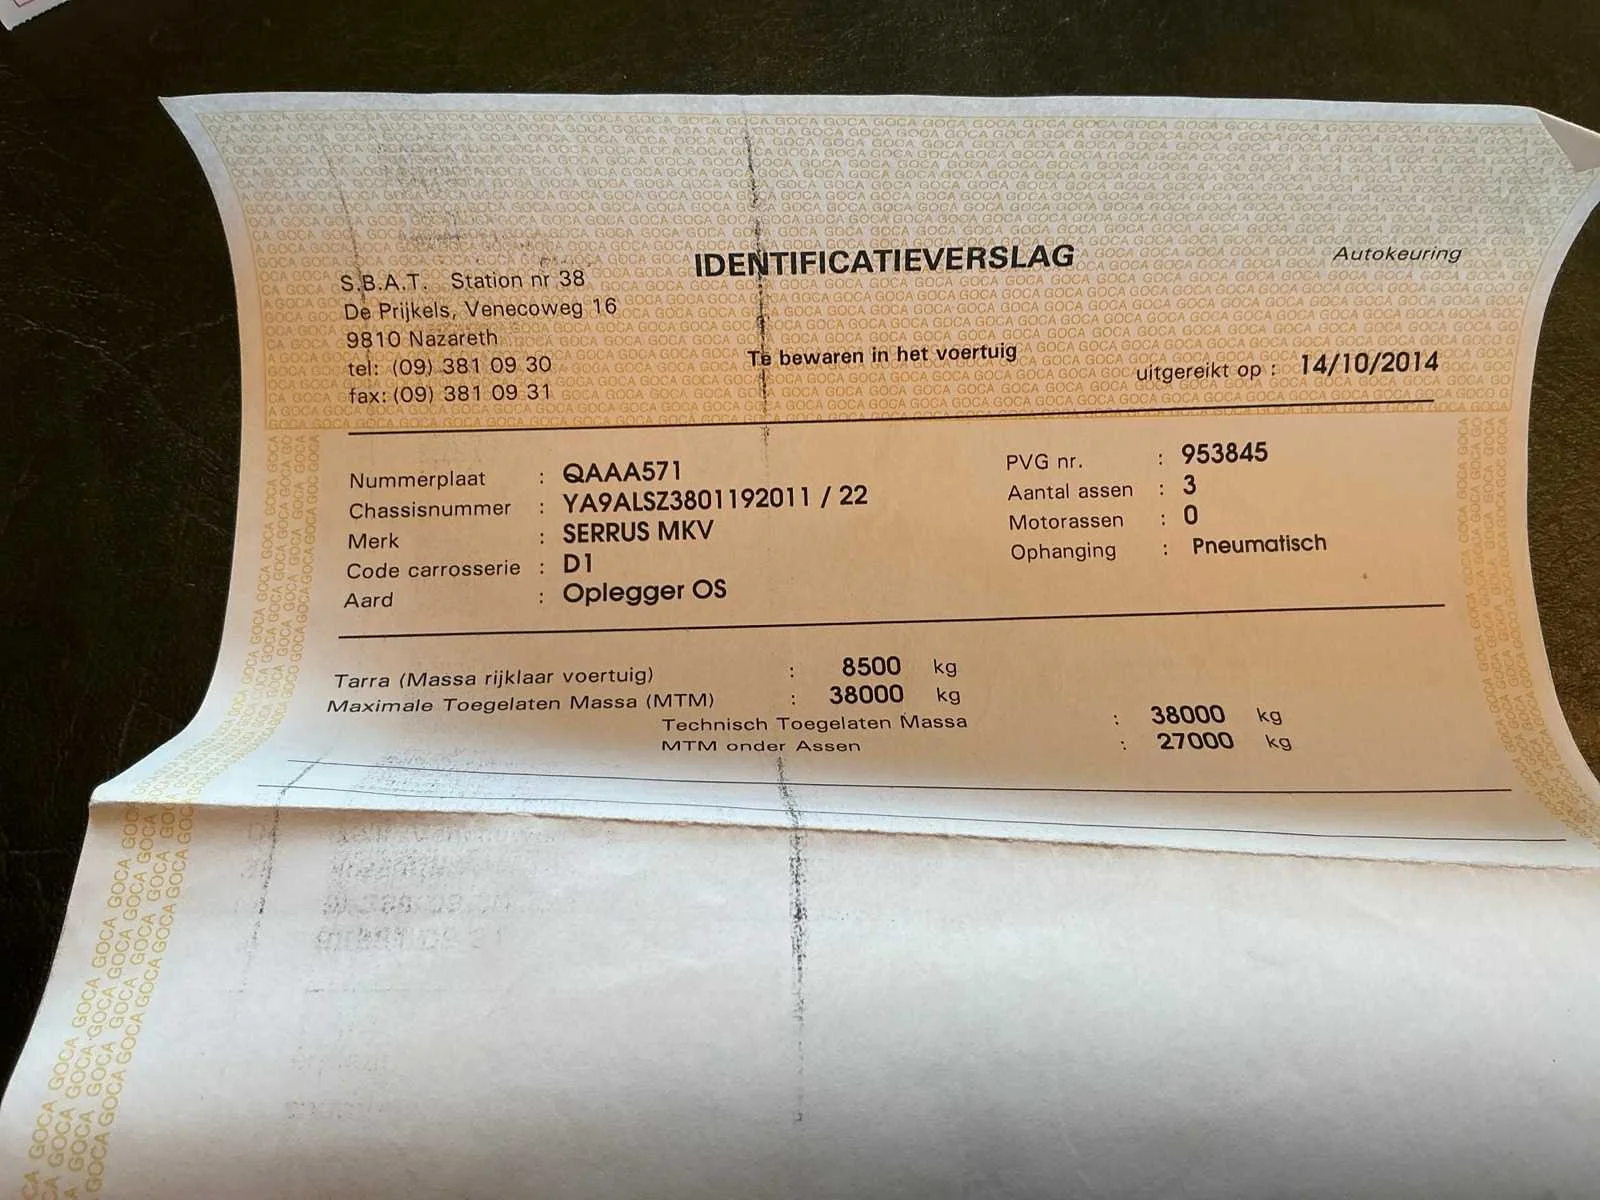 IDENTIFICATIEVERSLAG
Autokeuring
S.B.A.T. Station nr 38
De Prijkels, Venecoweg 16
9810 Nazareth
tel: (09) 381 09 30
fax: (09) 381 09 31
Te bewaren in het voertuig
uitgereikt op : 14/10/2014
Nummerplaat : QAAA571
Chassisnummer : YA9ALSZ3801192011 / 22
Merk : SERRUS MKV
Code carrosserie : D1
Aard : Oplegger OS
PVG nr. : 953845
Aantal assen : 3
Motorassen : 0
Ophanging : Pneumatisch
Tarra (Massa rijklaar voertuig) : 8500 kg
Maximale Toegelaten Massa (MTM) : 38000 kg
Technisch Toegelaten Massa : 38000 kg
MTM onder Assen : 27000 kg